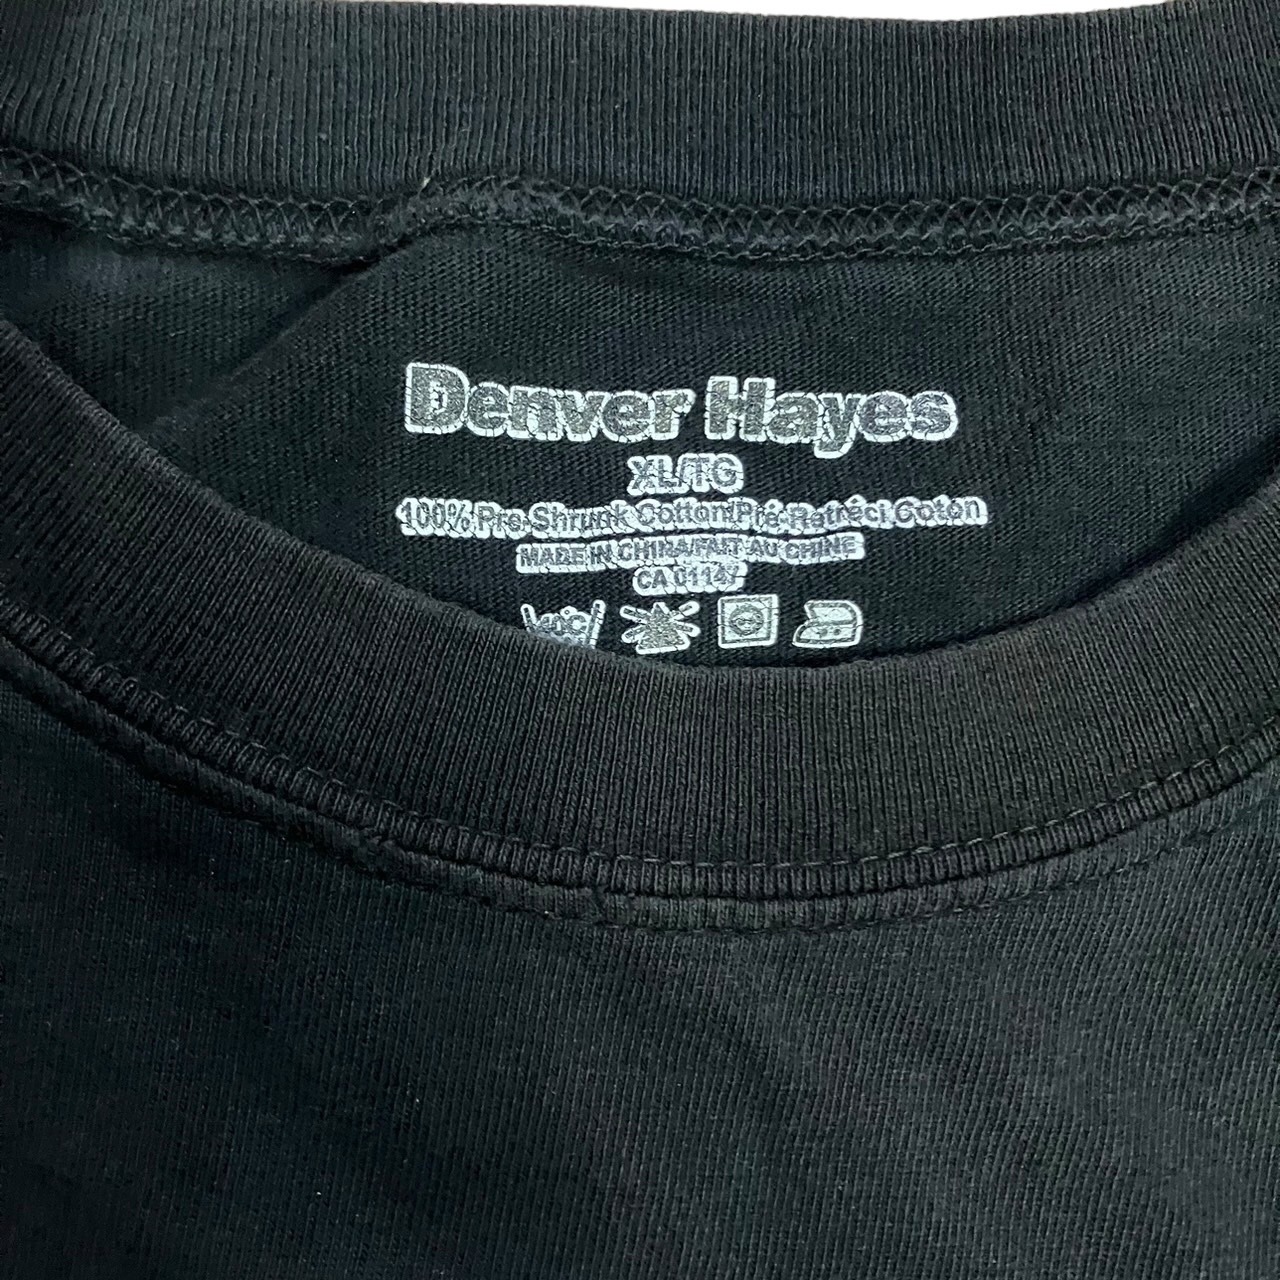 Denver Hayes
XL/TG
100% Pre-Shrunk Cotton/Pré-Rétréci Coton
MADE IN CHINA/FAIT AU CHINE
CA 01147
40°C